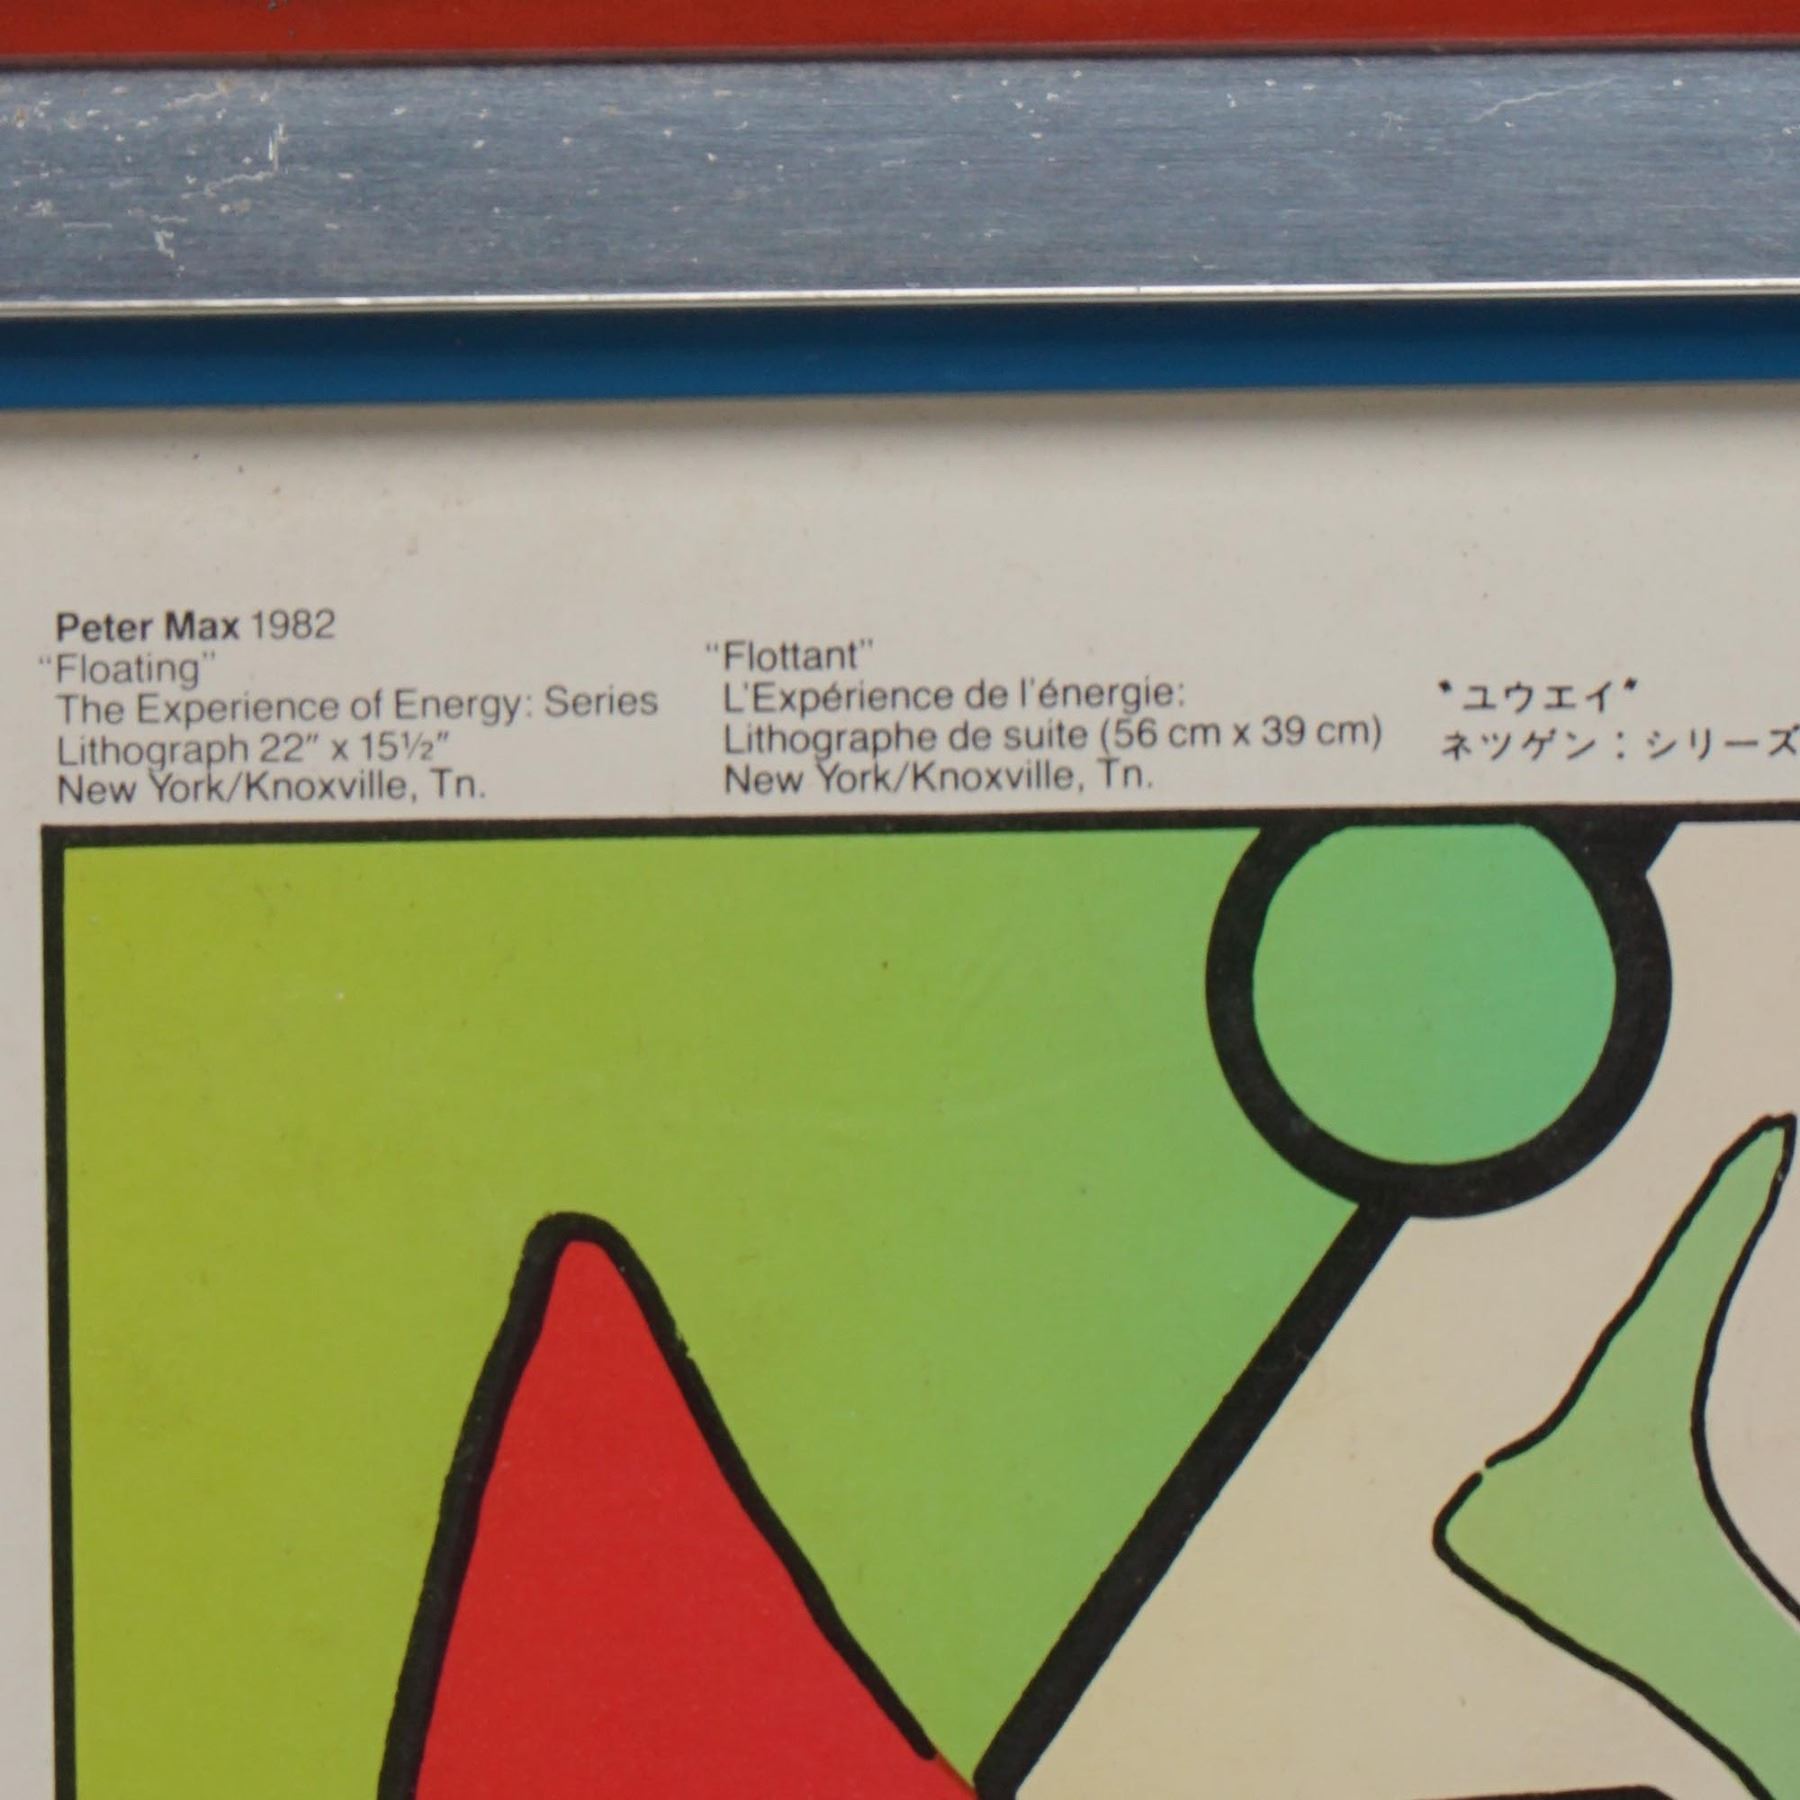 Peter Max 1982
“Floating”
The Experience of Energy: Series
Lithograph 22″ x 15½″
New York/Knoxville, Tn.
“Flottant”
L'Expérience de l'énergie:
Lithographe de suite (56 cm x 39 cm)
New York/Knoxville, Tn.
"ユウエイ"
ネツゲン：シリーズ